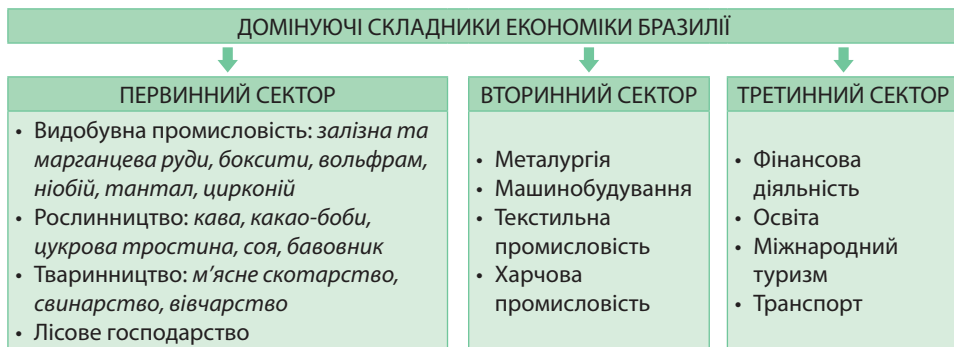 ДОМІНУЮЧІ СКЛАДНИКИ ЕКОНОМІКИ БРАЗИЛІЇ
ПЕРВИННИЙ СЕКТОР
• Видобувна промисловість: залізна та
марганцева руди, боксити, вольфрам,
ніобій, тантал, цирконій
• Рослинництво: кава, какао-боби,
цукрова тростина, соя, бавовник
• Тваринництво: м’ясне скотарство,
свинарство, вівчарство
• Лісове господарство
ВТОРИННИЙ СЕКТОР
• Металургія
• Машинобудування
• Текстильна
промисловість
• Харчова
промисловість
ТРЕТИННИЙ СЕКТОР
• Фінансова
діяльність
• Освіта
• Міжнародний
туризм
• Транспорт